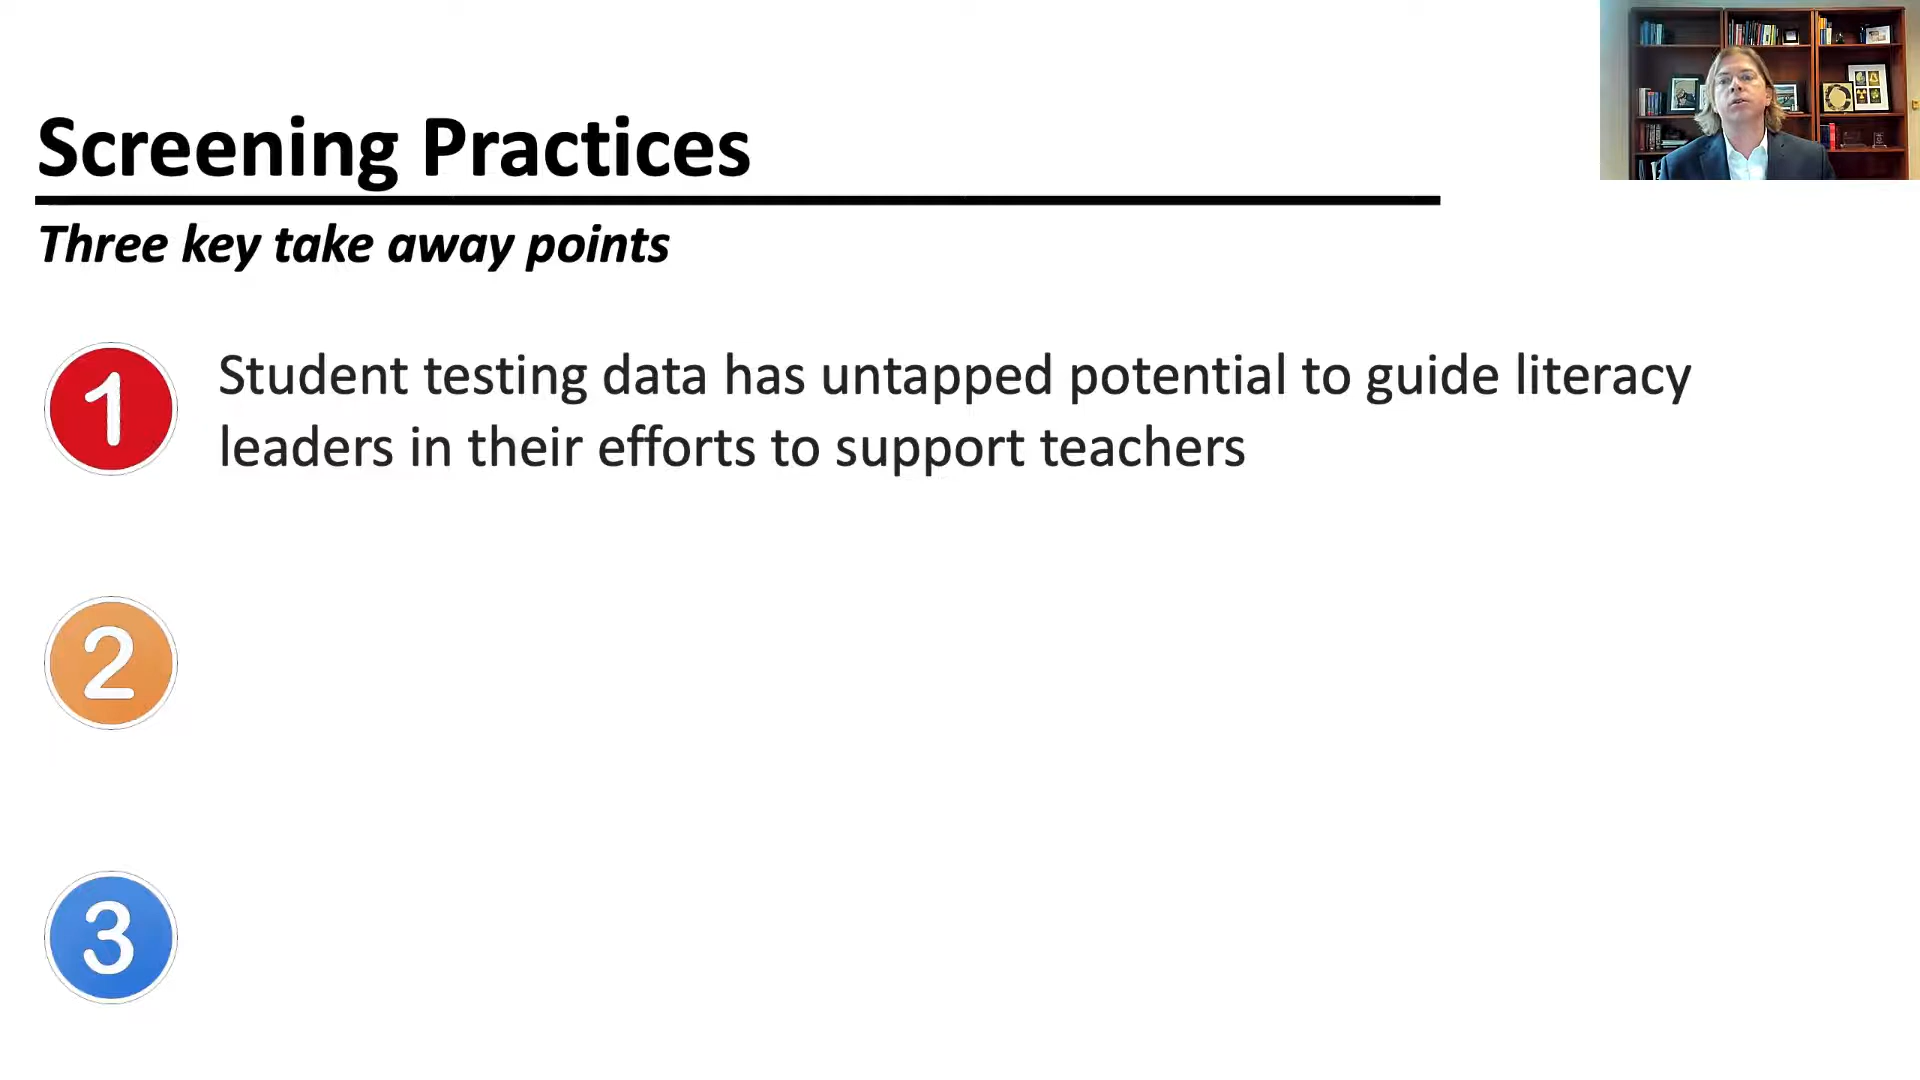 Screening Practices
Three key take away points
1
Student testing data has untapped potential to guide literacy
leaders in their efforts to support teachers
2
3